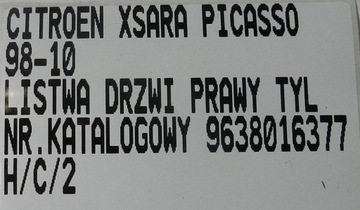 CITROEN XSARA PICASSO
98-10
LISTWA DRZWI PRAWY TYL
NR.KATALOGOWY 9638016377
H/C/2